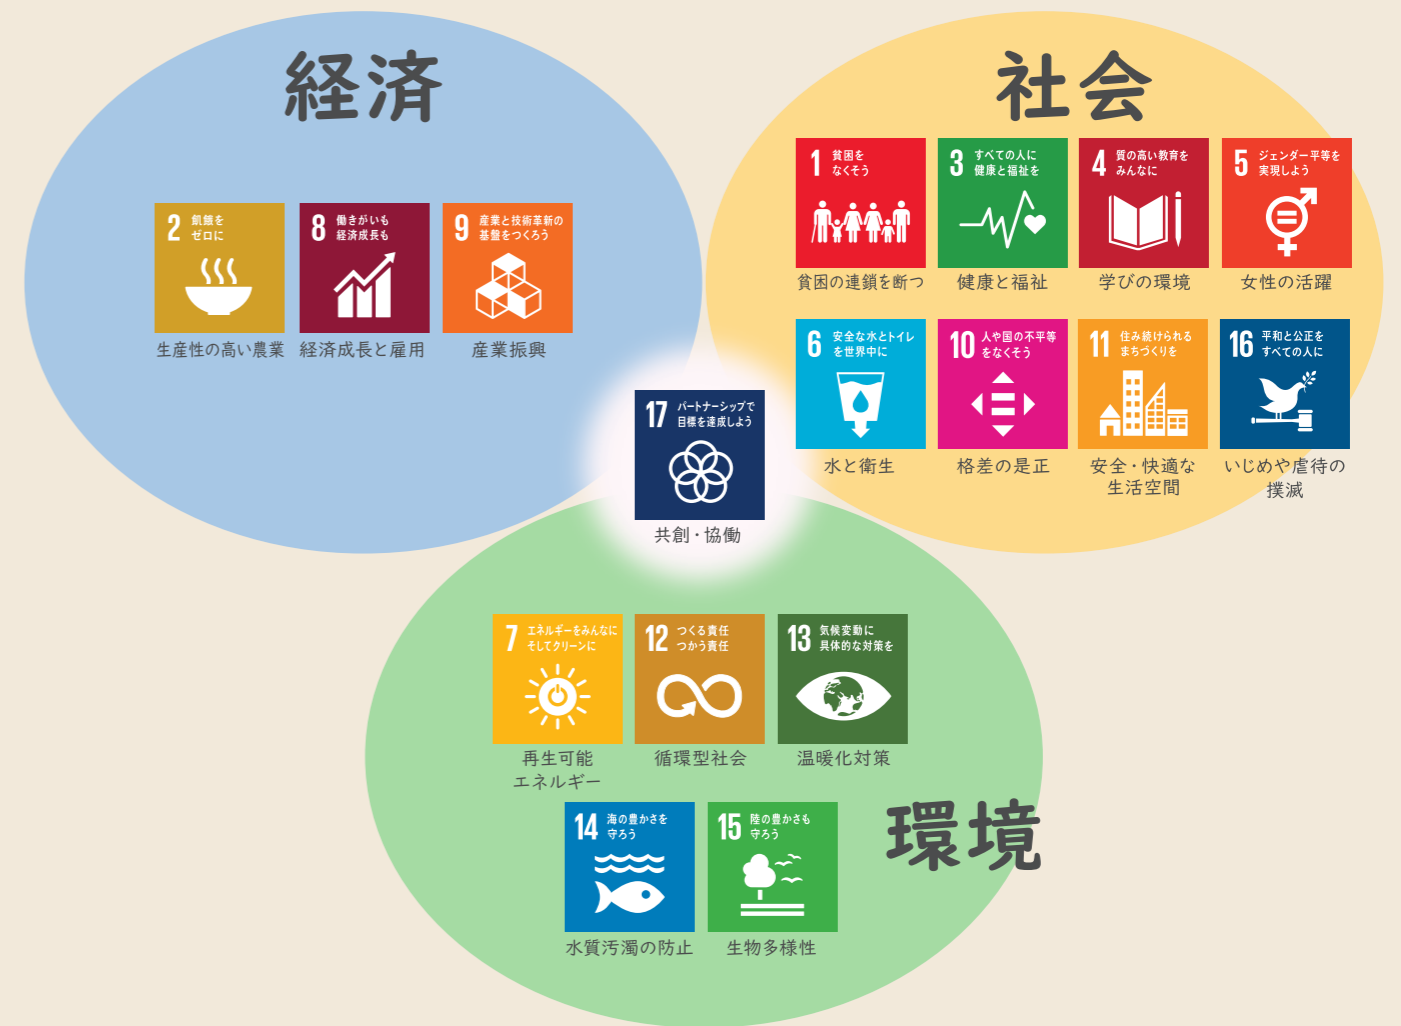 経済
2 飢餓を
ゼロに
生産性の高い農業
8 働きがいも
経済成長も
経済成長と雇用
9 産業と技術革新の
基盤をつくろう
産業振興
社会
1 貧困を
なくそう
貧困の連鎖を断つ
3 すべての人に
健康と福祉を
健康と福祉
4 質の高い教育を
みんなに
学びの環境
5 ジェンダー平等を
実現しよう
女性の活躍
6 安全な水とトイレ
を世界中に
水と衛生
10 人や国の不平等
をなくそう
格差の是正
11 住み続けられる
まちづくりを
安全・快適な
生活空間
16 平和と公正を
すべての人に
いじめや虐待の
撲滅
17 パートナーシップで
目標を達成しよう
共創・協働
7 エネルギーをみんなに
そしてクリーンに
再生可能
エネルギー
12 つくる責任
つかう責任
循環型社会
13 気候変動に
具体的な対策を
温暖化対策
環境
14 海の豊かさを
守ろう
水質汚濁の防止
15 陸の豊かさも
守ろう
生物多様性